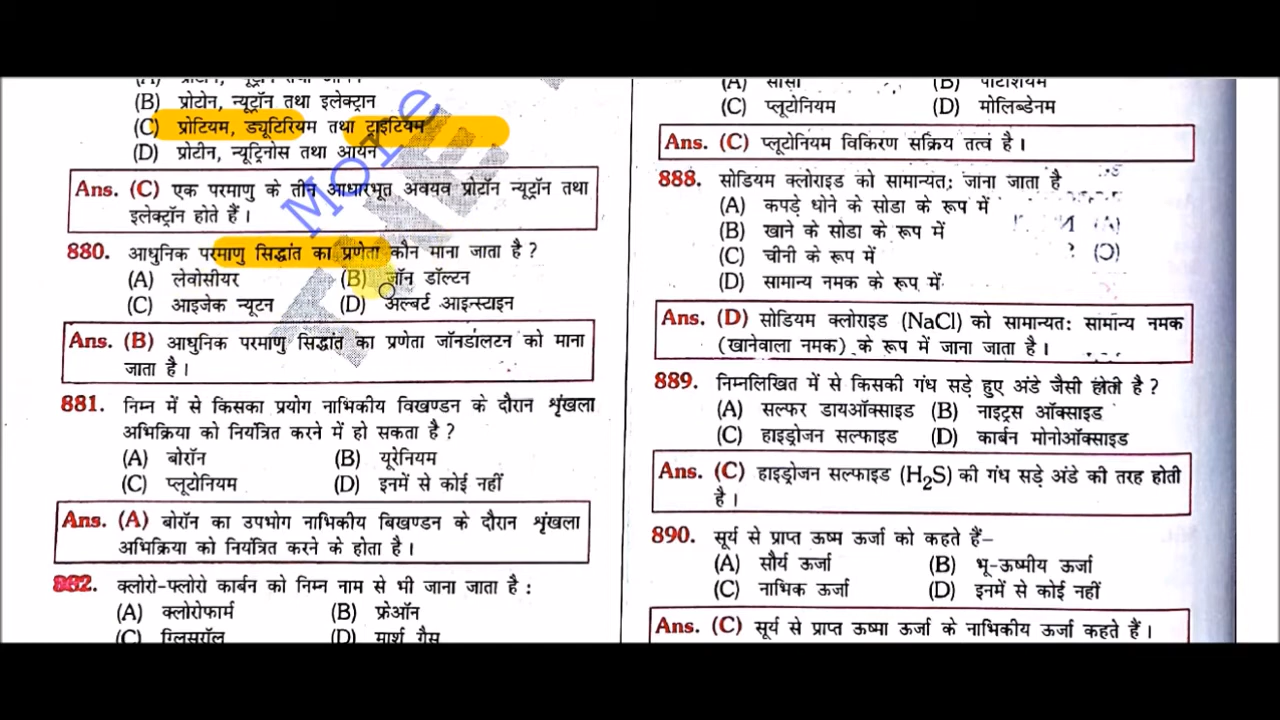 (B) प्रोटोन, न्यूट्रॉन तथा इलेक्ट्रान
(C) प्रोटियम, ड्यूटिरियम तथा ट्राइटियम
(D) प्रोटीन, न्यूट्रिनोस तथा आयन
Ans. (C) एक परमाणु के तीन आधारभूत अवयव प्रोटॉन न्यूट्रॉन तथा
इलेक्ट्रॉन होते हैं।
880. आधुनिक परमाणु सिद्धांत का प्रणेता कौन माना जाता है ?
(A) लेवोसीयर (B) जॉन डॉल्टन
(C) आइजेक न्यूटन (D) अल्बर्ट आइन्स्टाइन
Ans. (B) आधुनिक परमाणु सिद्धांत का प्रणेता जॉनडालटन को माना
जाता है।
881. निम्न में से किसका प्रयोग नाभिकीय विखण्डन के दौरान शृंखला
अभिक्रिया को नियंत्रित करने में हो सकता है ?
(A) बोरॉन (B) यूरेनियम
(C) प्लूटोनियम (D) इनमें से कोई नहीं
Ans. (A) बोरॉन का उपभोग नाभिकीय बिखण्डन के दौरान शृंखला
अभिक्रिया को नियंत्रित करने के होता है।
882. क्लोरो-फ्लोरो कार्बन को निम्न नाम से भी जाना जाता है :
(A) क्लोरोफार्म (B) फ्रेऑन
(C) ग्लिसरॉल (D) मार्श गैस
More
(A) सीसा (B) पोटाशियम
(C) प्लूटोनियम (D) मोलिब्डेनम
Ans. (C) प्लूटोनियम विकिरण सक्रिय तत्व है।
888. सोडियम क्लोराइड को सामान्यत: जाना जाता है
(A) कपड़े धोने के सोडा के रूप में
(B) खाने के सोडा के रूप में
(C) चीनी के रूप में
(D) सामान्य नमक के रूप में
Ans. (D) सोडियम क्लोराइड (NaCl) को सामान्यत: सामान्य नमक
(खानेवाला नमक) के रूप में जाना जाता है।
889. निम्नलिखित में से किसकी गंध सड़े हुए अंडे जैसी होती है ?
(A) सल्फर डायऑक्साइड (B) नाइट्रस ऑक्साइड
(C) हाइड्रोजन सल्फाइड (D) कार्बन मोनोऑक्साइड
Ans. (C) हाइड्रोजन सल्फाइड (H₂S) की गंध सड़े अंडे की तरह होती
है।
890. सूर्य से प्राप्त ऊष्म ऊर्जा को कहते हैं–
(A) सौर्य ऊर्जा (B) भू-ऊष्मीय ऊर्जा
(C) नाभिक ऊर्जा (D) इनमें से कोई नहीं
Ans. (C) सूर्य से प्राप्त ऊष्मा ऊर्जा के नाभिकीय ऊर्जा कहते हैं।